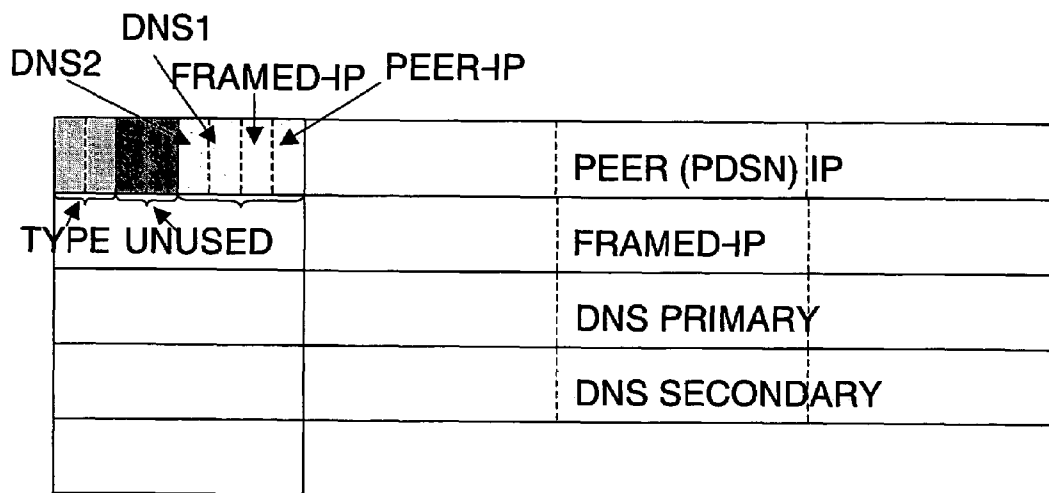 DNS1
DNS2
FRAMED-IP
PEER-IP
PEER (PDSN) IP
TYPE UNUSED
FRAMED-IP
DNS PRIMARY
DNS SECONDARY